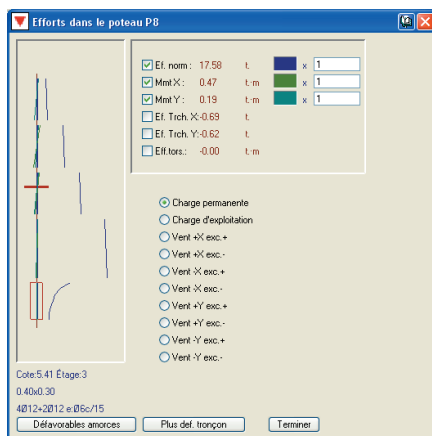 Efforts dans le poteau P8
Ef. norm : 17.58 t. x 1
Mmt X : 0.47 t.·m x 1
Mmt Y : 0.19 t.·m x 1
Ef. Trch. X:-0.69 t.
Ef. Trch. Y:-0.62 t.
Eff.tors.: -0.00 t.·m
Charge permanente
Charge d'exploitation
Vent +X exc.+
Vent +X exc.-
Vent -X exc.+
Vent -X exc.-
Vent +Y exc.+
Vent +Y exc.-
Vent -Y exc.+
Vent -Y exc.-
Cote:5.41 Étage:3
0.40x0.30
4Ø12+2Ø12 e:Ø6c/15
Défavorables amorces Plus def. tronçon Terminer